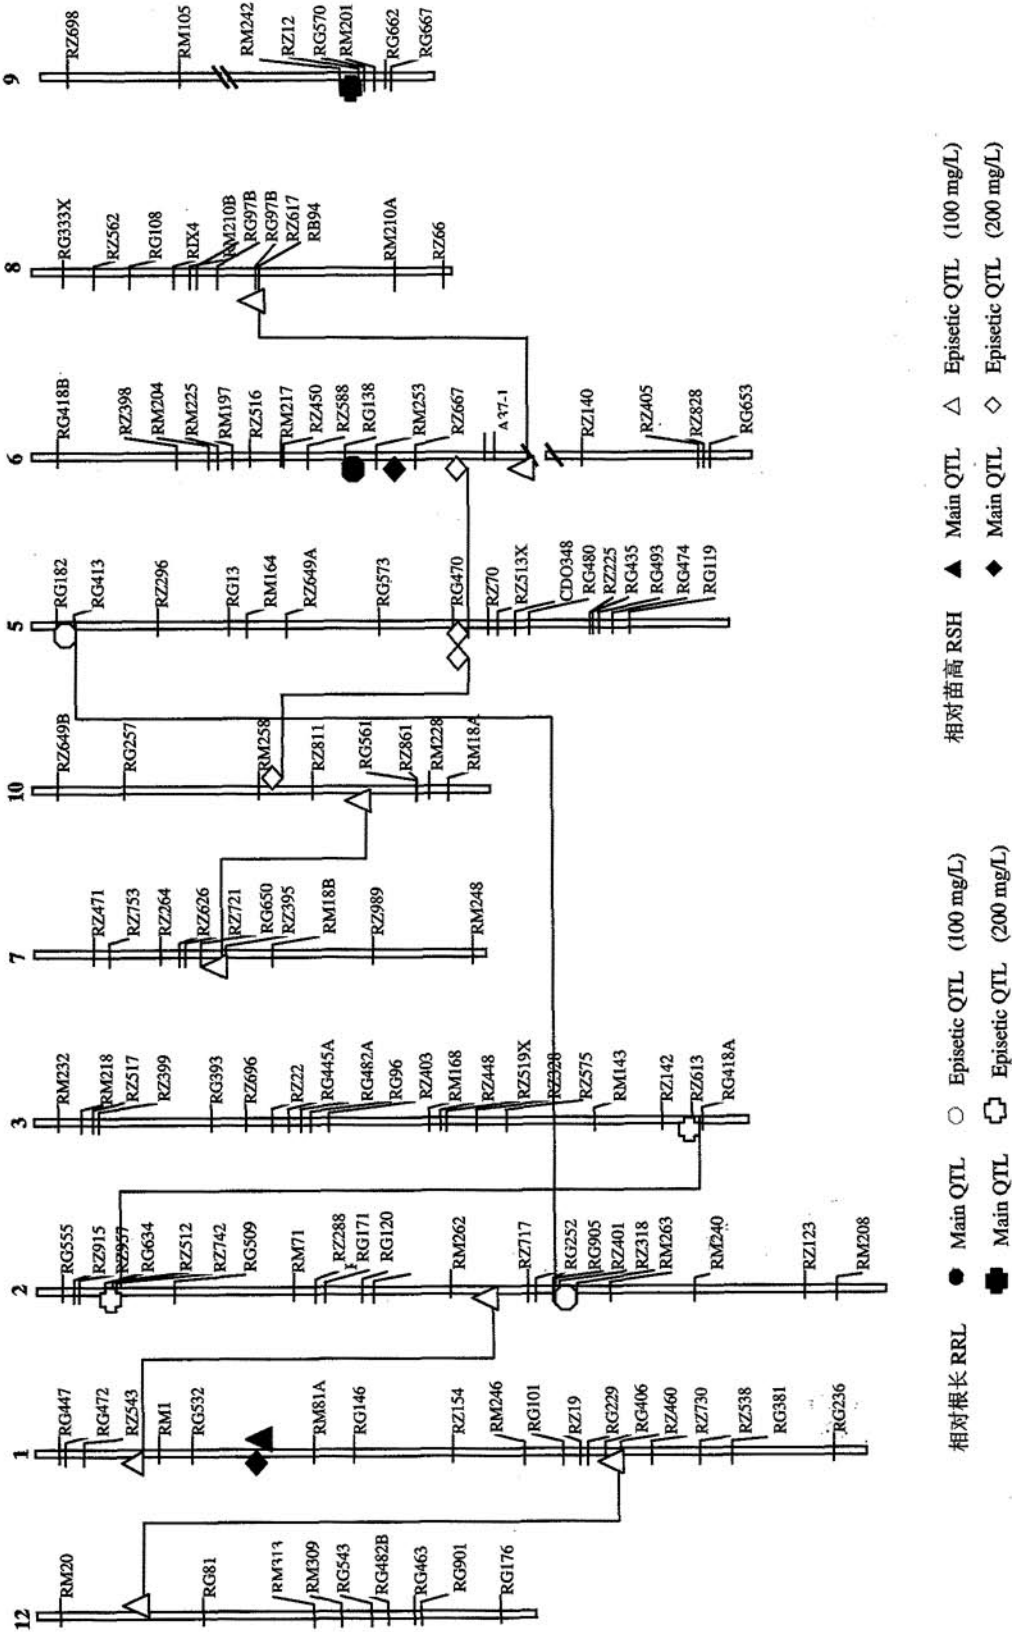 9
RZ698
RM105
RM242
RZ12
RG570
RM201
RG662
RG667
8
RG333X
RZ562
RG108
RIX4
RM210B
RG97B
RG97B
RZ617
RB94
RM210A
RZ66
6
RG418B
RZ398
RM204
RM225
RM197
RZ516
RM217
RZ450
RZ588
RG138
RM253
RZ667
RZ140
RZ405
RZ828
RG653
5
RG182
RG413
RZ296
RG13
RM164
RZ649A
RG573
RG470
RZ70
RZ513X
CDO348
RG480
RZ225
RG435
RG493
RG474
RG119
10
RZ649B
RG257
RM258
RZ811
RG561
RZ861
RM228
RM18A
7
RZ471
RZ753
RZ264
RZ626
RZ721
RG650
RZ395
RM18B
RZ989
RM248
3
RM232
RM218
RZ517
RZ399
RG393
RZ696
RZ22
RG445A
RG482A
RG96
RZ403
RM168
RZ448
RZ519X
RZ328
RZ575
RM143
RZ142
RZ613
RG418A
2
RG555
RZ915
RZ957
RG634
RZ512
RZ742
RG509
RM71
RZ288
RG171
RG120
RM262
RZ717
RG252
RG905
RZ401
RZ318
RM263
RM240
RZ123
RM208
1
RG447
RG472
RZ543
RM1
RG532
RM81A
RG146
RZ154
RM246
RG101
RZ19
RG229
RG406
RZ460
RZ730
RZ538
RG381
RG236
12
RM20
RG81
RM313
RM309
RG543
RG482B
RG463
RG901
RG176
相对根长 RRL Main QTL Episetic QTL (100 mg/L)
Main QTL Episetic QTL (200 mg/L)
相对苗高 RSH Main QTL Episetic QTL (100 mg/L)
Main QTL Episetic QTL (200 mg/L)